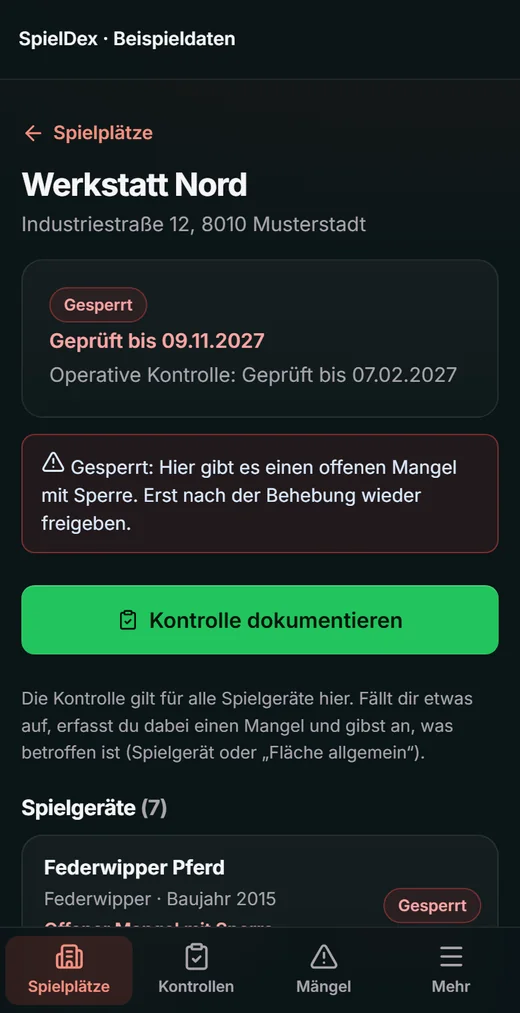 SpielDex · Beispieldaten
Spielplätze
Werkstatt Nord
Industriestraße 12, 8010 Musterstadt
Gesperrt
Geprüft bis 09.11.2027
Operative Kontrolle: Geprüft bis 07.02.2027
Gesperrt: Hier gibt es einen offenen Mangel
mit Sperre. Erst nach der Behebung wieder
freigeben.
Kontrolle dokumentieren
Die Kontrolle gilt für alle Spielgeräte hier. Fällt dir etwas
auf, erfasst du dabei einen Mangel und gibst an, was
betroffen ist (Spielgerät oder „Fläche allgemein“).
Spielgeräte (7)
Federwipper Pferd
Federwipper · Baujahr 2015
Gesperrt
Offener Mangel mit Sperre
Spielplätze
Kontrollen
Mängel
Mehr